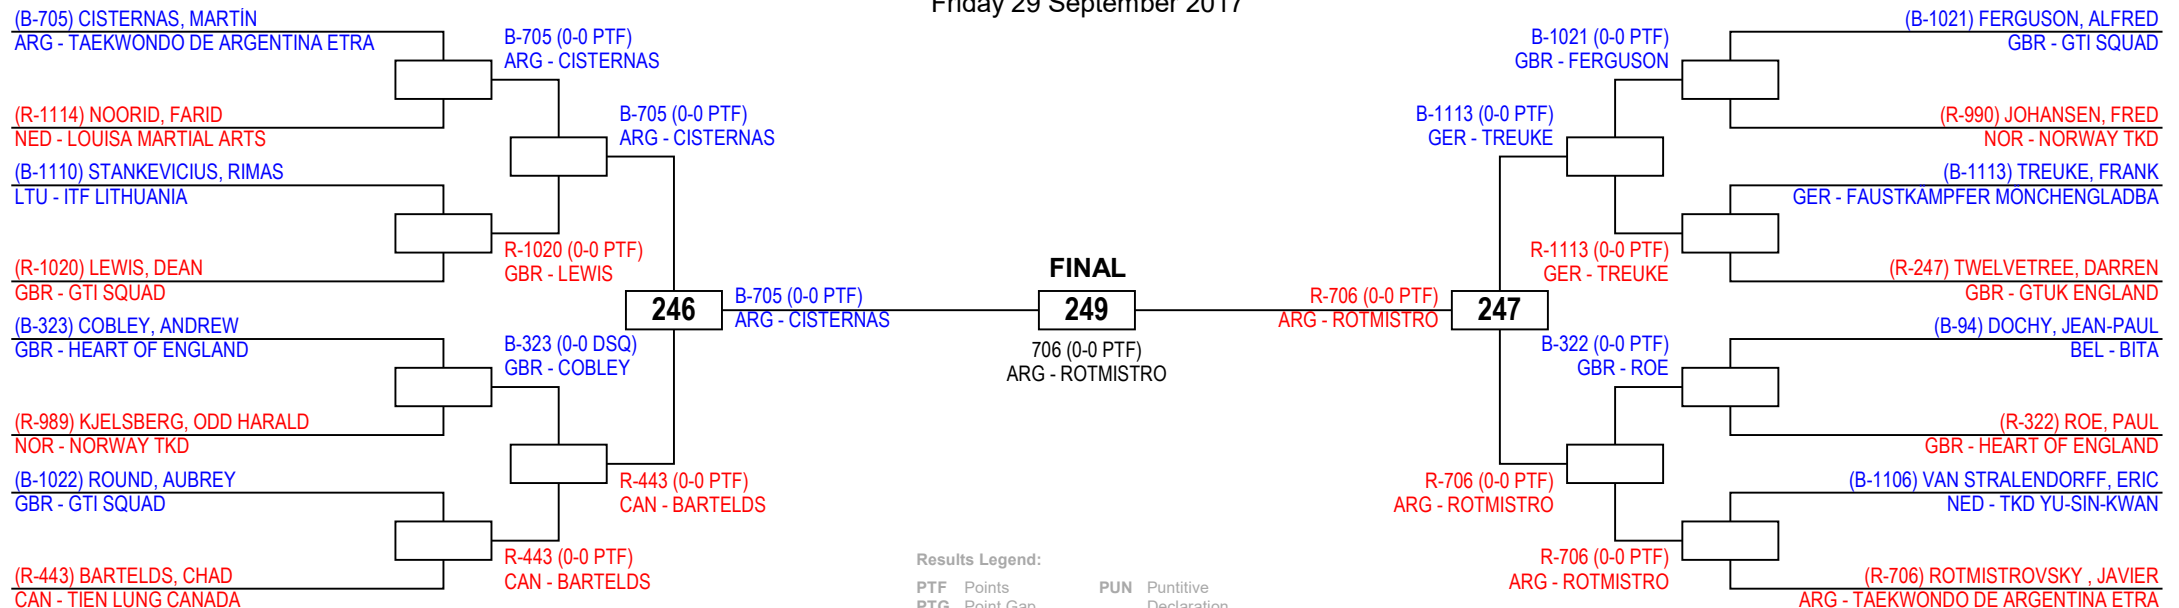 Friday 29 September 2017
(B-705) CISTERNAS, MARTÍN
ARG - TAEKWONDO DE ARGENTINA ETRA
(R-1114) NOORID, FARID
NED - LOUISA MARTIAL ARTS
(B-1110) STANKEVICIUS, RIMAS
LTU - ITF LITHUANIA
(R-1020) LEWIS, DEAN
GBR - GTI SQUAD
(B-323) COBLEY, ANDREW
GBR - HEART OF ENGLAND
(R-989) KJELSBERG, ODD HARALD
NOR - NORWAY TKD
(B-1022) ROUND, AUBREY
GBR - GTI SQUAD
(R-443) BARTELDS, CHAD
CAN - TIEN LUNG CANADA
B-705 (0-0 PTF)
ARG - CISTERNAS
R-1020 (0-0 PTF)
GBR - LEWIS
B-323 (0-0 DSQ)
GBR - COBLEY
R-443 (0-0 PTF)
CAN - BARTELDS
B-705 (0-0 PTF)
ARG - CISTERNAS
R-443 (0-0 PTF)
CAN - BARTELDS
246
B-705 (0-0 PTF)
ARG - CISTERNAS
FINAL
249
706 (0-0 PTF)
ARG - ROTMISTRO
R-706 (0-0 PTF)
ARG - ROTMISTRO
247
B-1113 (0-0 PTF)
GER - TREUKE
R-706 (0-0 PTF)
ARG - ROTMISTRO
B-1021 (0-0 PTF)
GBR - FERGUSON
R-1113 (0-0 PTF)
GER - TREUKE
B-322 (0-0 PTF)
GBR - ROE
R-706 (0-0 PTF)
ARG - ROTMISTRO
(B-1021) FERGUSON, ALFRED
GBR - GTI SQUAD
(R-990) JOHANSEN, FRED
NOR - NORWAY TKD
(B-1113) TREUKE, FRANK
GER - FAUSTKÄMPFER MÖNCHENGLADBA
(R-247) TWELVETREE, DARREN
GBR - GTUK ENGLAND
(B-94) DOCHY, JEAN-PAUL
BEL - BITA
(R-322) ROE, PAUL
GBR - HEART OF ENGLAND
(B-1106) VAN STRALENDORFF, ERIC
NED - TKD YU-SIN-KWAN
(R-706) ROTMISTROVSKY , JAVIER
ARG - TAEKWONDO DE ARGENTINA ETRA
Results Legend:
PTF Points PUN Puntitive
PTG Point Gap Declaration